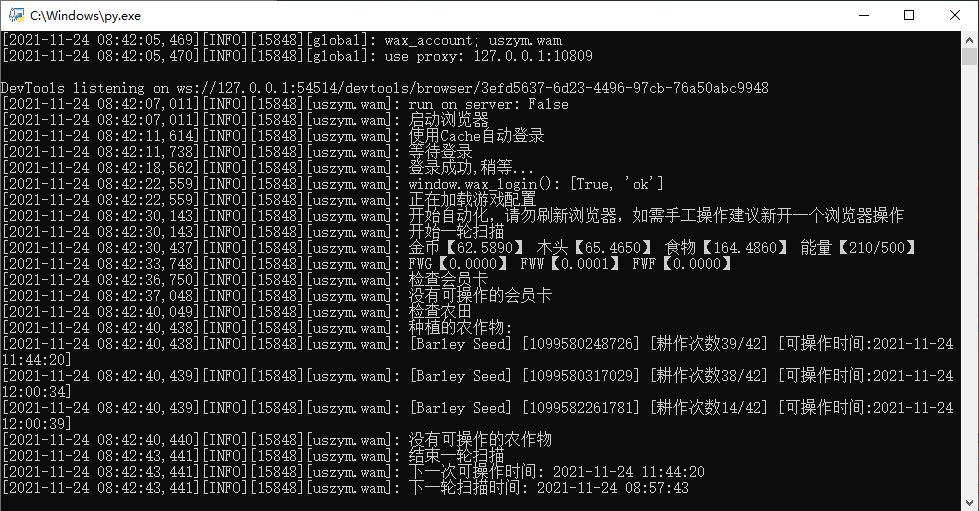 C:\Windows\py.exe
[2021-11-24 08:42:05,469][INFO][15848][global]: wax_account: uszym.wam
[2021-11-24 08:42:05,470][INFO][15848][global]: use proxy: 127.0.0.1:10809
DevTools listening on ws://127.0.0.1:54514/devtools/browser/3efd5637-6d23-4496-97cb-76a50abc9948
[2021-11-24 08:42:07,011][INFO][15848][uszym.wam]: run on server: False
[2021-11-24 08:42:07,011][INFO][15848][uszym.wam]: 启动浏览器
[2021-11-24 08:42:11,614][INFO][15848][uszym.wam]: 使用Cache自动登录
[2021-11-24 08:42:11,738][INFO][15848][uszym.wam]: 等待登录
[2021-11-24 08:42:18,562][INFO][15848][uszym.wam]: 登录成功,稍等...
[2021-11-24 08:42:22,559][INFO][15848][uszym.wam]: window.wax_login(): [True, 'ok']
[2021-11-24 08:42:22,559][INFO][15848][uszym.wam]: 正在加载游戏配置
[2021-11-24 08:42:30,143][INFO][15848][uszym.wam]: 开始自动化，请勿刷新浏览器，如需手工操作建议新开一个浏览器操作
[2021-11-24 08:42:30,143][INFO][15848][uszym.wam]: 开始一轮扫描
[2021-11-24 08:42:30,437][INFO][15848][uszym.wam]: 金币【62.5890】 木头【65.4650】 食物【164.4860】 能量【210/500】
[2021-11-24 08:42:33,748][INFO][15848][uszym.wam]: FWG【0.0000】 FWW【0.0001】 FWF【0.0000】
[2021-11-24 08:42:36,750][INFO][15848][uszym.wam]: 检查会员卡
[2021-11-24 08:42:37,048][INFO][15848][uszym.wam]: 没有可操作的会员卡
[2021-11-24 08:42:40,049][INFO][15848][uszym.wam]: 检查农田
[2021-11-24 08:42:40,438][INFO][15848][uszym.wam]: 种植的农作物:
[2021-11-24 08:42:40,438][INFO][15848][uszym.wam]: [Barley Seed] [1099580248726] [耕作次数39/42] [可操作时间:2021-11-24
11:44:20]
[2021-11-24 08:42:40,439][INFO][15848][uszym.wam]: [Barley Seed] [1099580317029] [耕作次数38/42] [可操作时间:2021-11-24
12:00:34]
[2021-11-24 08:42:40,439][INFO][15848][uszym.wam]: [Barley Seed] [1099582261781] [耕作次数14/42] [可操作时间:2021-11-24
12:00:39]
[2021-11-24 08:42:40,440][INFO][15848][uszym.wam]: 没有可操作的农作物
[2021-11-24 08:42:43,441][INFO][15848][uszym.wam]: 结束一轮扫描
[2021-11-24 08:42:43,441][INFO][15848][uszym.wam]: 下一次可操作时间: 2021-11-24 11:44:20
[2021-11-24 08:42:43,441][INFO][15848][uszym.wam]: 下一轮扫描时间: 2021-11-24 08:57:43